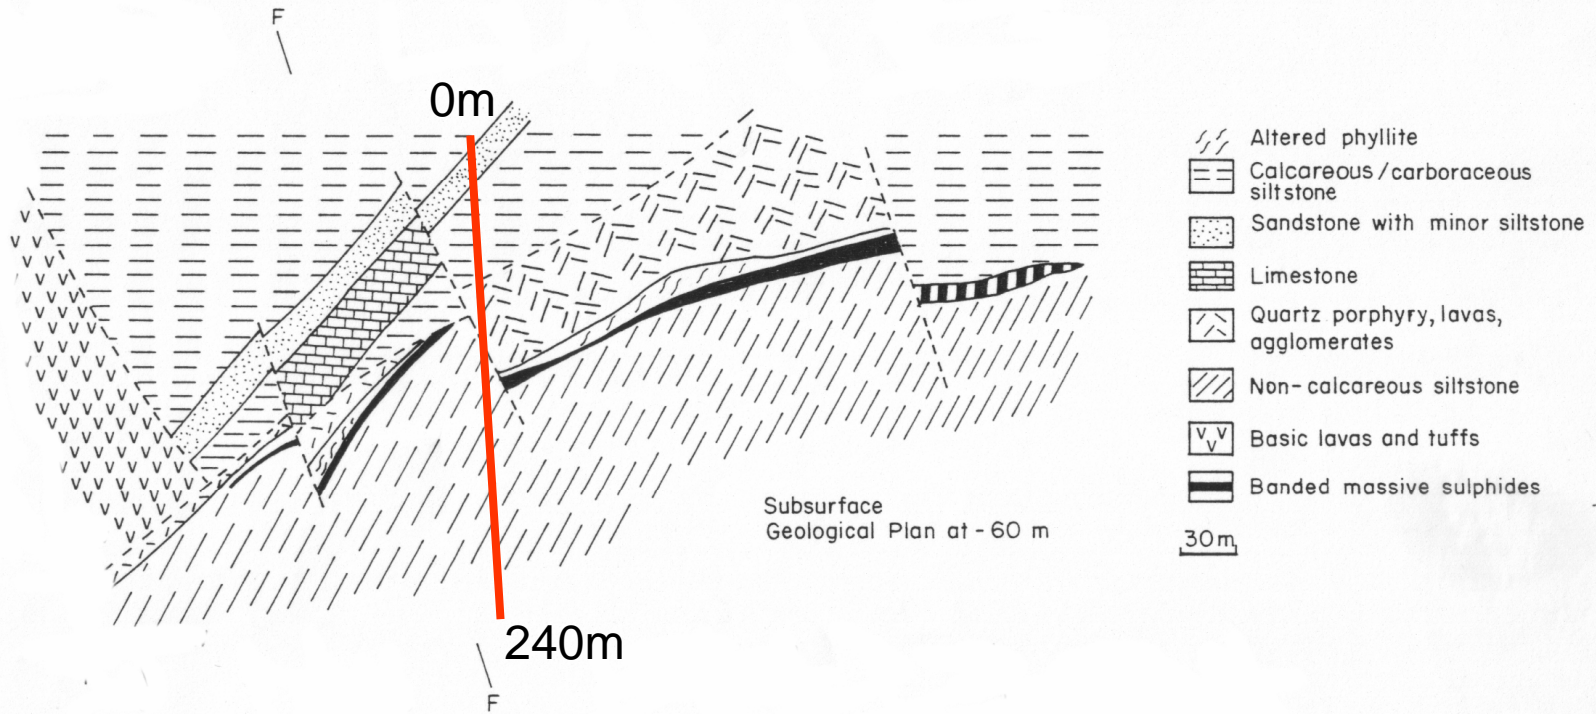 F
0m
Altered phyllite
Calcareous/carboraceous
siltstone
Sandstone with minor siltstone
Limestone
Quartz porphyry, lavas,
agglomerates
Non-calcareous siltstone
Basic lavas and tuffs
Banded massive sulphides
Subsurface
Geological Plan at -60 m
30m
240m
F